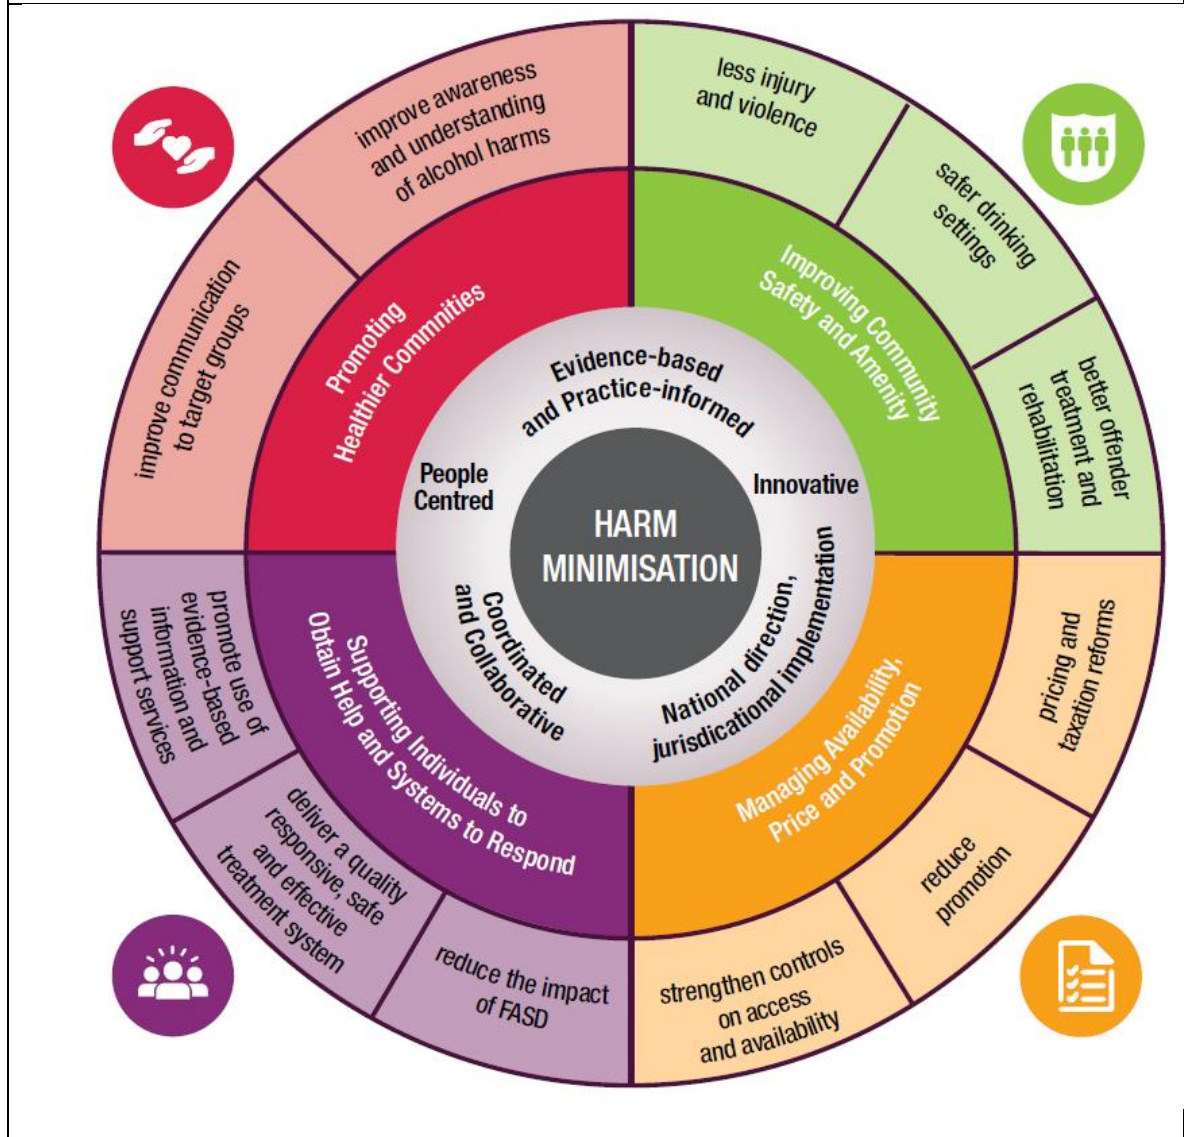 improve awareness
and understanding
of alcohol harms
less injury
and violence
safer drinking
settings
improve communication
to target groups
Promoting
Healthier Commnities
Improving Community
Safety and Amenity
better offender
treatment and
rehabilitation
Evidence-based
and Practice-informed
People
Centred
Innovative
HARM
MINIMISATION
Coordinated
and Collaborative
National direction,
jurisdicational implementation
promote use of
evidence-based
information and
support services
Supporting Individuals to
Obtain Help and Systems to Respond
Managing Availability,
Price and Promotion
pricing and
taxation reforms
deliver a quality
responsive, safe
and effective
treatment system
reduce
promotion
reduce the impact
of FASD
strengthen controls
on access
and availability